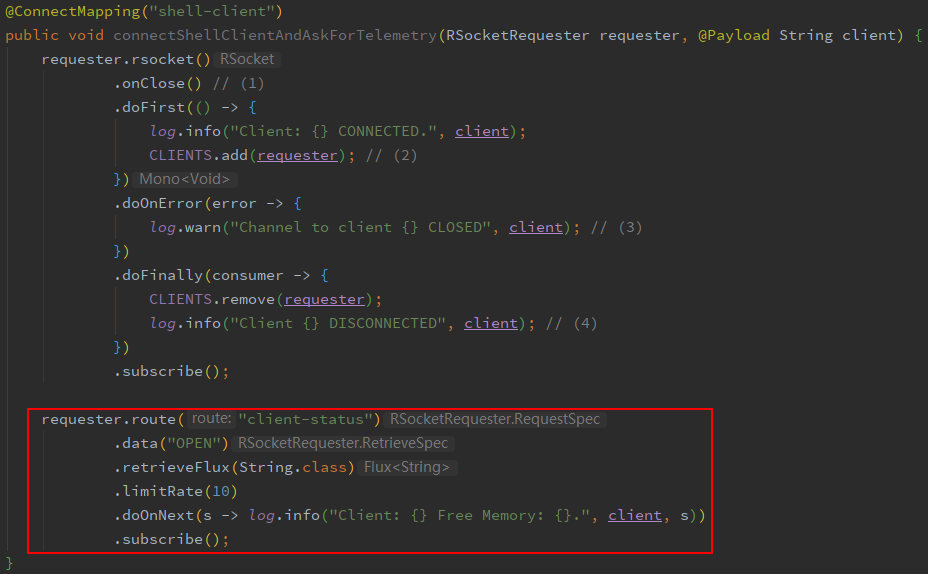 @ConnectMapping("shell-client")
public void connectShellClientAndAskForTelemetry(RSocketRequester requester, @Payload String client) {
    requester.rsocket() RSocket
            .onClose() // (1)
            .doFirst(() -> {
                log.info("Client: {} CONNECTED.", client);
                CLIENTS.add(requester); // (2)
            }) Mono<Void>
            .doOnError(error -> {
                log.warn("Channel to client {} CLOSED", client); // (3)
            })
            .doFinally(consumer -> {
                CLIENTS.remove(requester);
                log.info("Client {} DISCONNECTED", client); // (4)
            })
            .subscribe();
    requester.route( route: "client-status") RSocketRequester.RequestSpec
            .data("OPEN") RSocketRequester.RetrieveSpec
            .retrieveFlux(String.class) Flux<String>
            .limitRate(10)
            .doOnNext(s -> log.info("Client: {} Free Memory: {}.", client, s))
            .subscribe();
}